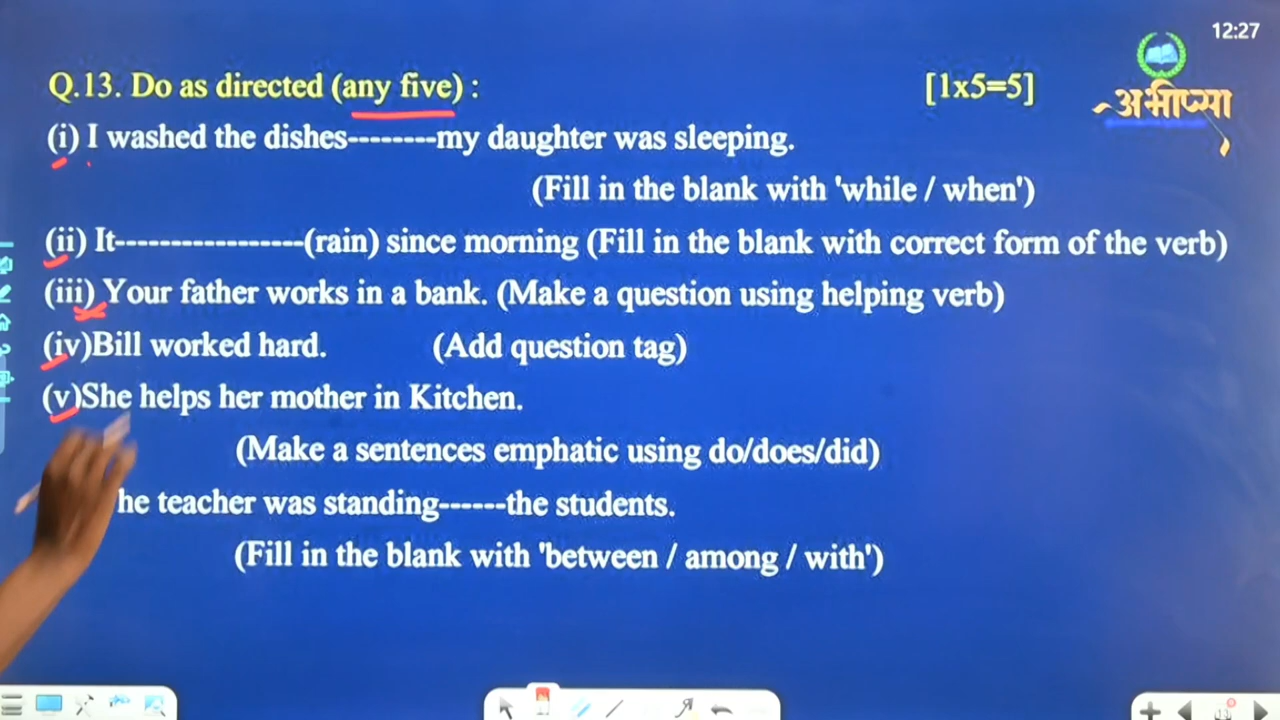 12:27
Q.13. Do as directed (any five) : [1x5=5]
अभीप्सा
(i) I washed the dishes--------my daughter was sleeping.
(Fill in the blank with 'while / when')
(ii) It-----------------(rain) since morning (Fill in the blank with correct form of the verb)
(iii) Your father works in a bank. (Make a question using helping verb)
(iv)Bill worked hard. (Add question tag)
(v)She helps her mother in Kitchen.
(Make a sentences emphatic using do/does/did)
he teacher was standing------the students.
(Fill in the blank with 'between / among / with')
13